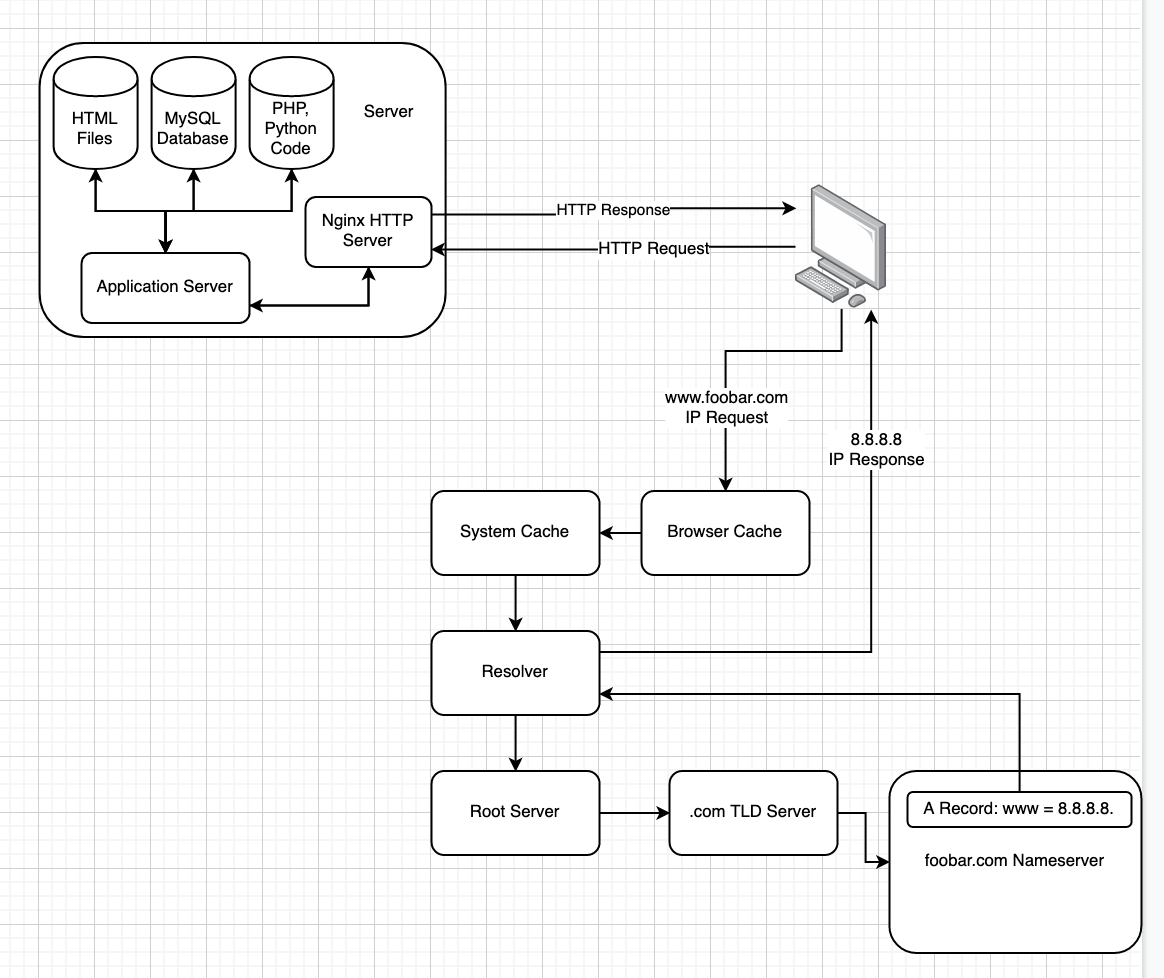 HTML
Files
MySQL
Database
PHP,
Python
Code
Server
Nginx HTTP
Server
Application Server
HTTP Response
HTTP Request
www.foobar.com
IP Request
8.8.8.8
IP Response
System Cache
Browser Cache
Resolver
Root Server
.com TLD Server
A Record: www = 8.8.8.8.
foobar.com Nameserver